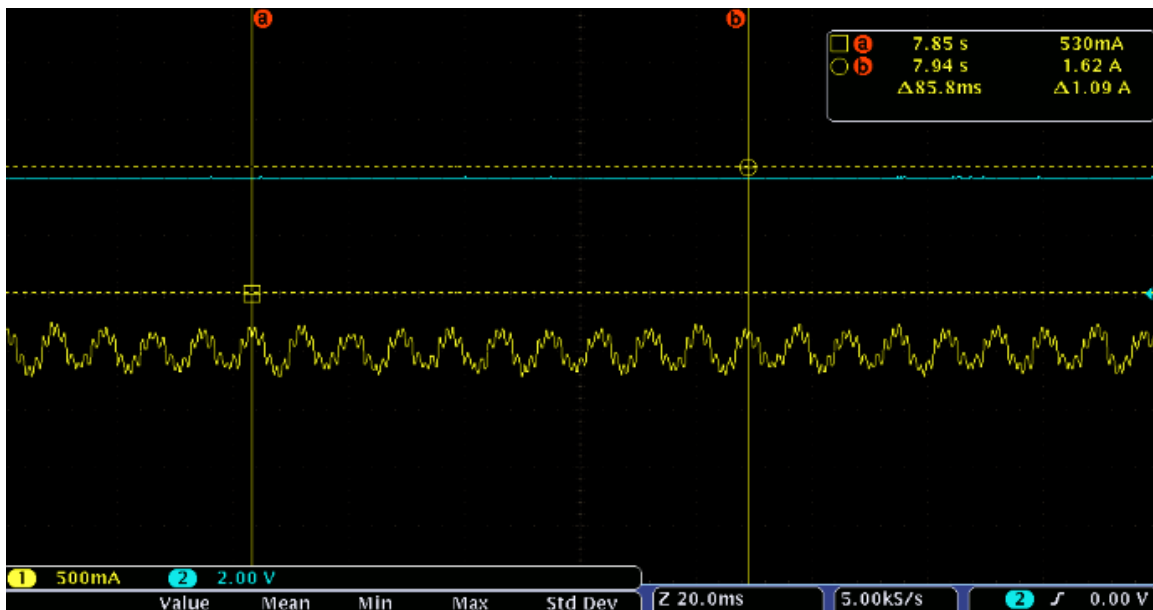 a b
a 7.85 s 530mA
b 7.94 s 1.62 A
Δ85.8ms Δ1.09 A
1 500mA 2 2.00 V
Value Mean Min Max Std Dev
Z 20.0ms 5.00kS/s 2 0.00 V